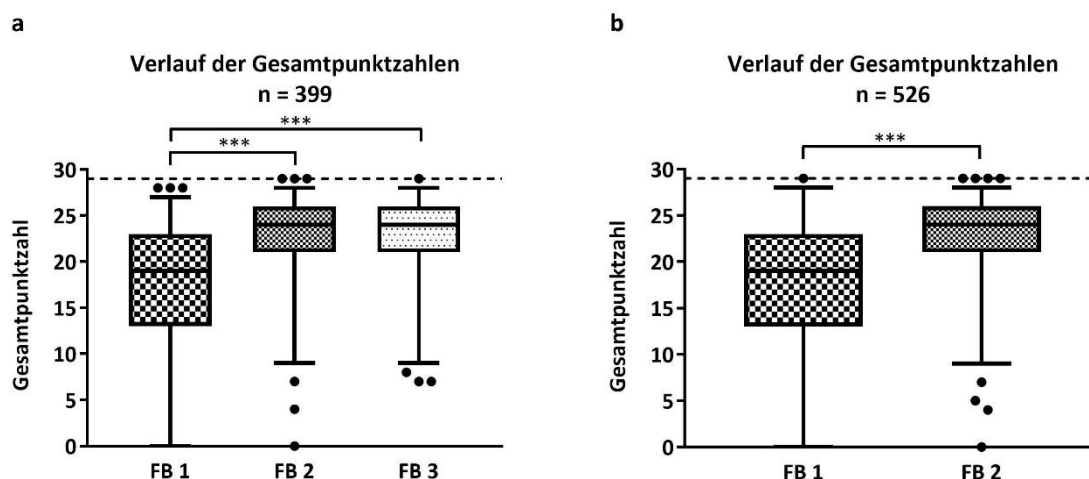 a
Verlauf der Gesamtpunktzahlen
n = 399
***
***
Gesamtpunktzahl
30
25
20
15
10
5
0
FB 1
FB 2
FB 3
b
Verlauf der Gesamtpunktzahlen
n = 526
***
Gesamtpunktzahl
30
25
20
15
10
5
0
FB 1
FB 2